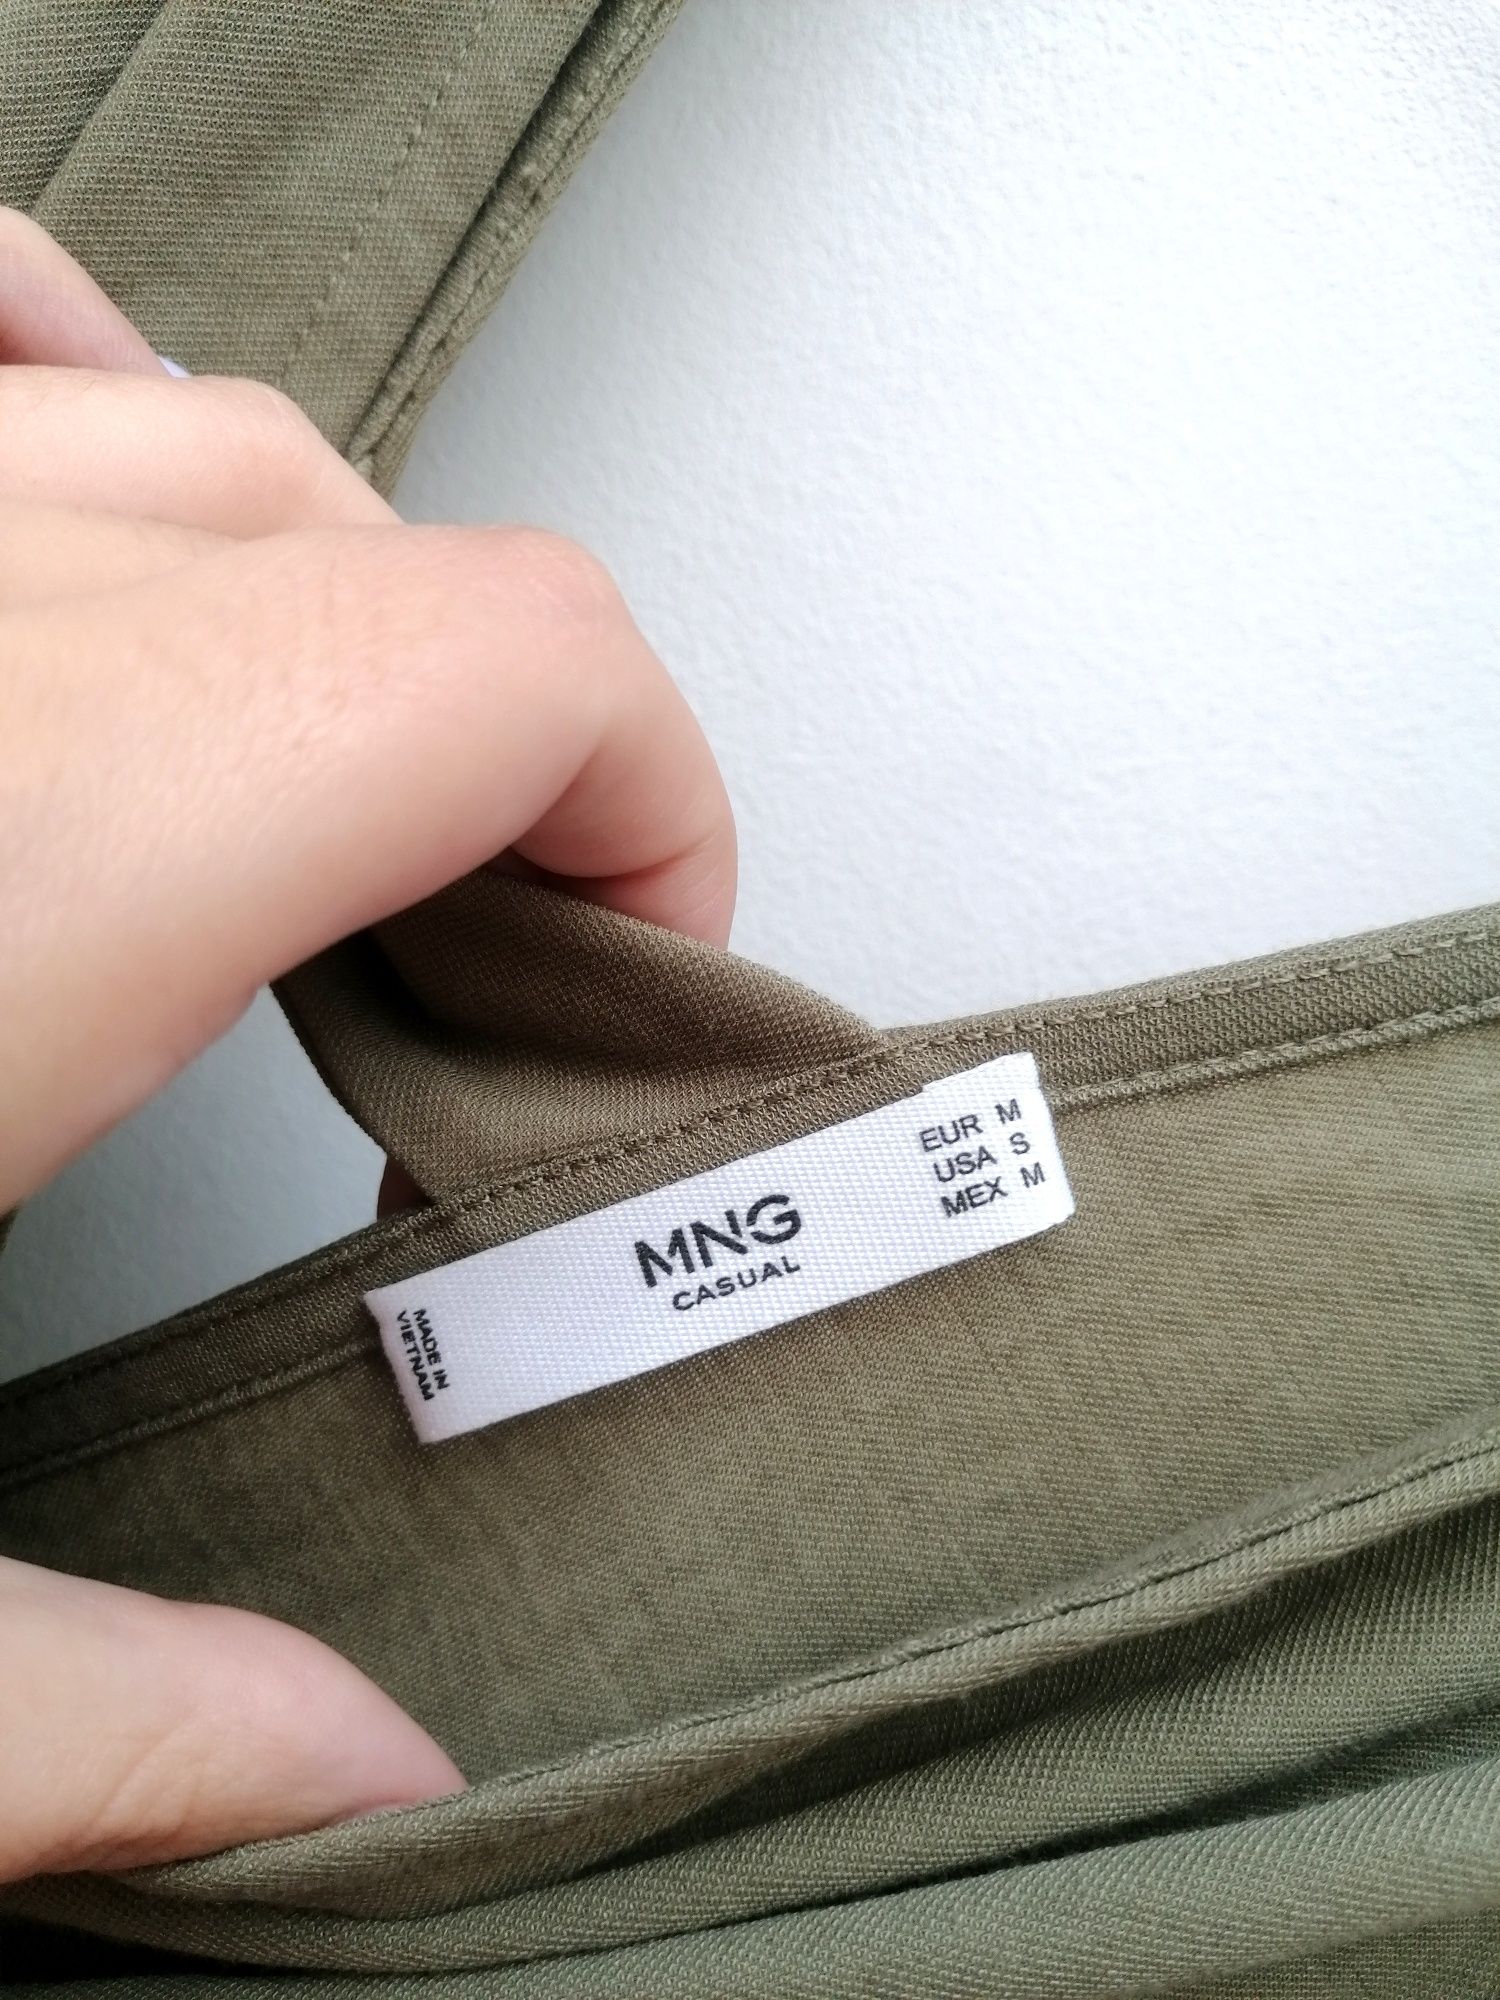 MNG
CASUAL
EUR M
USA S
MEX M
MADE IN
VIETNAM